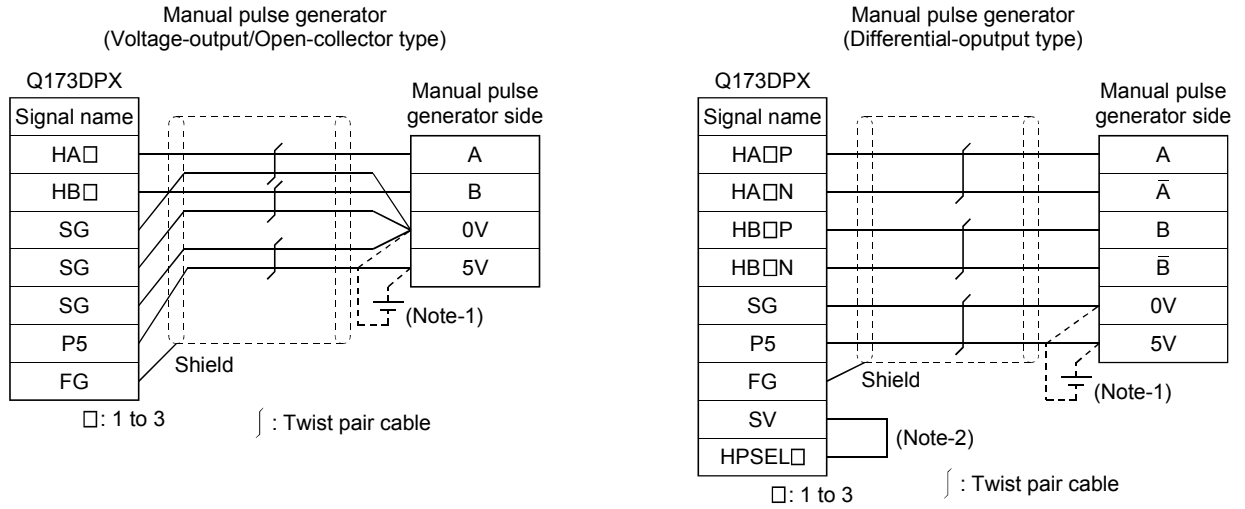 Manual pulse generator
(Voltage-output/Open-collector type)
Q173DPX
Manual pulse
generator side
Signal name
HA□
A
HB□
B
SG
0V
SG
5V
SG
(Note-1)
P5
Shield
FG
□: 1 to 3
⎰ : Twist pair cable
Manual pulse generator
(Differential-oputput type)
Q173DPX
Manual pulse
generator side
Signal name
HA□P
A
HA□N
A̅
HB□P
B
HB□N
B̅
SG
0V
P5
5V
FG
Shield
(Note-1)
SV
(Note-2)
HPSEL□
□: 1 to 3
⎰ : Twist pair cable